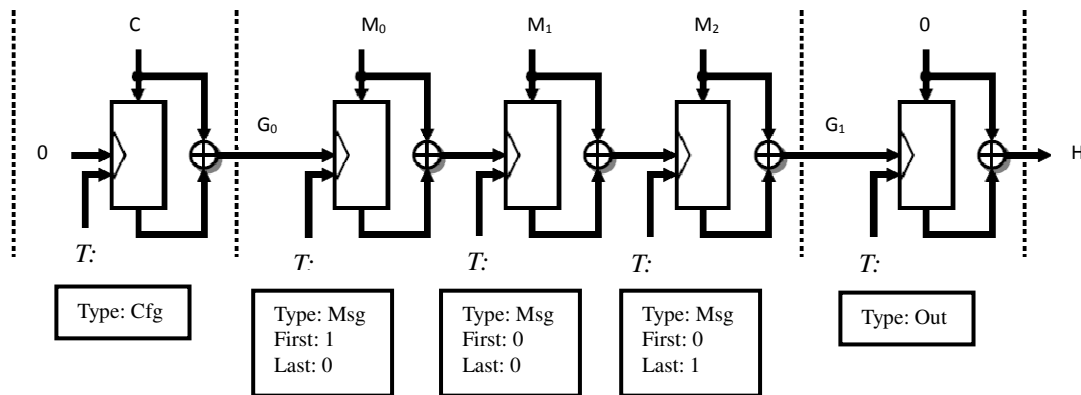 C
M₀
M₁
M₂
0
0
G₀
G₁
H
T:
T:
T:
T:
T:
Type: Cfg
Type: Msg
First: 1
Last: 0
Type: Msg
First: 0
Last: 0
Type: Msg
First: 0
Last: 1
Type: Out